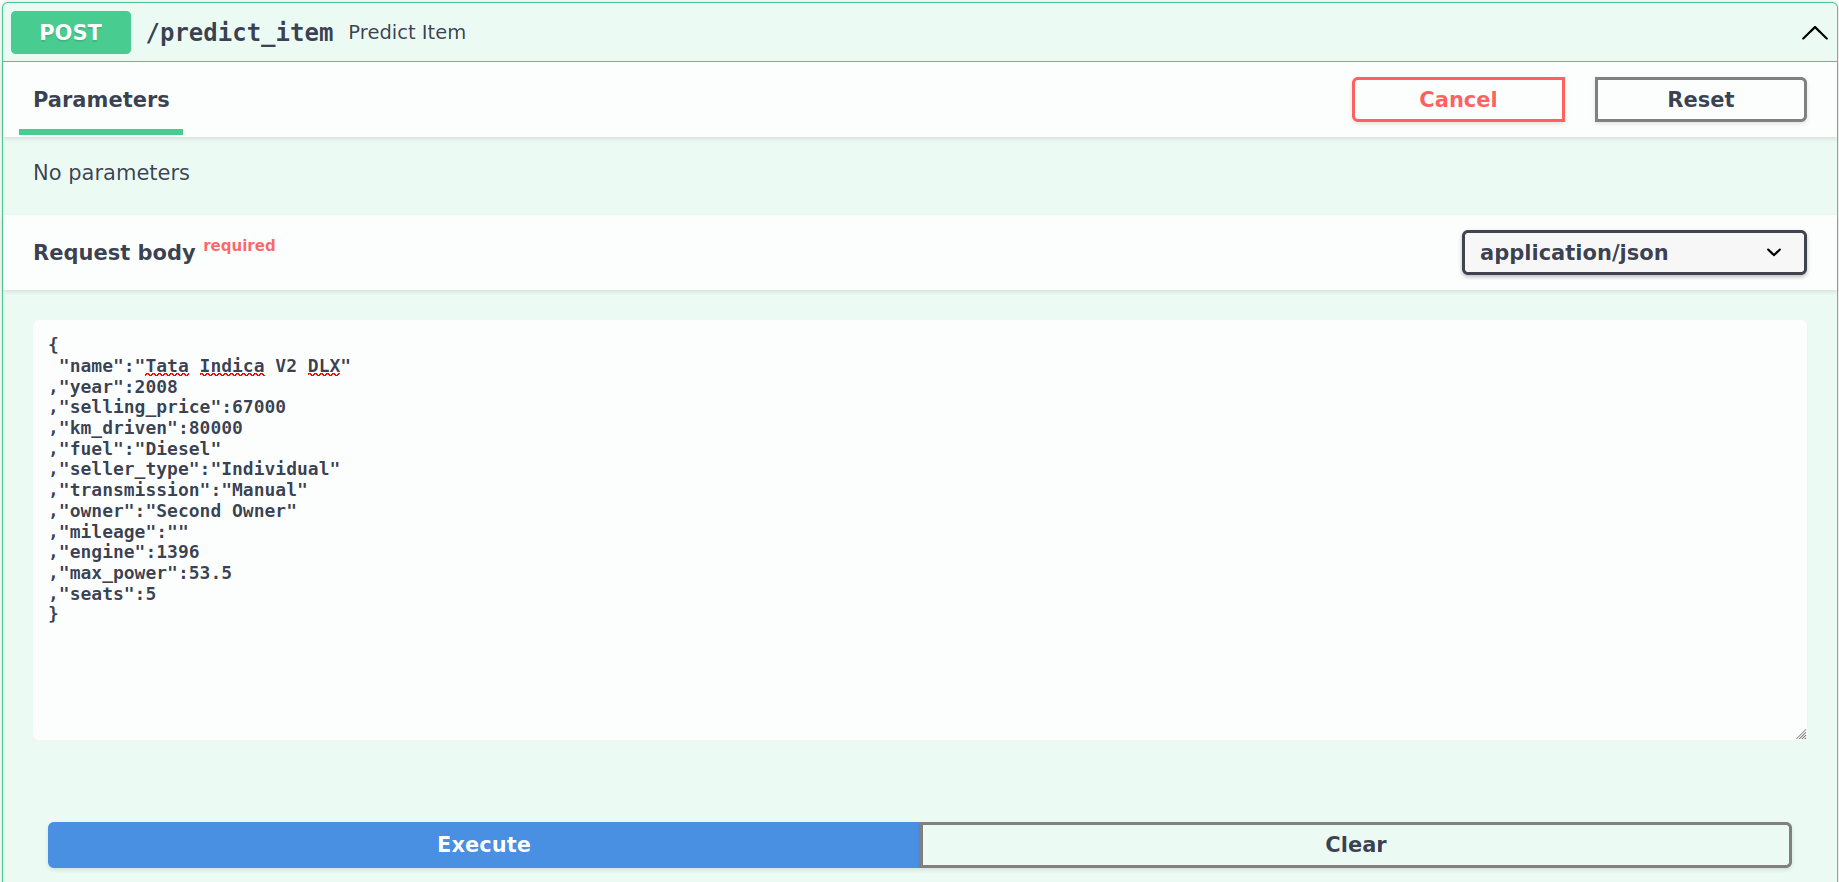 POST /predict_item Predict Item
Parameters
Cancel
Reset
No parameters
Request body required
application/json
{
"name":"Tata Indica V2 DLX"
,"year":2008
,"selling_price":67000
,"km_driven":80000
,"fuel":"Diesel"
,"seller_type":"Individual"
,"transmission":"Manual"
,"owner":"Second Owner"
,"mileage":""
,"engine":1396
,"max_power":53.5
,"seats":5
}
Execute
Clear